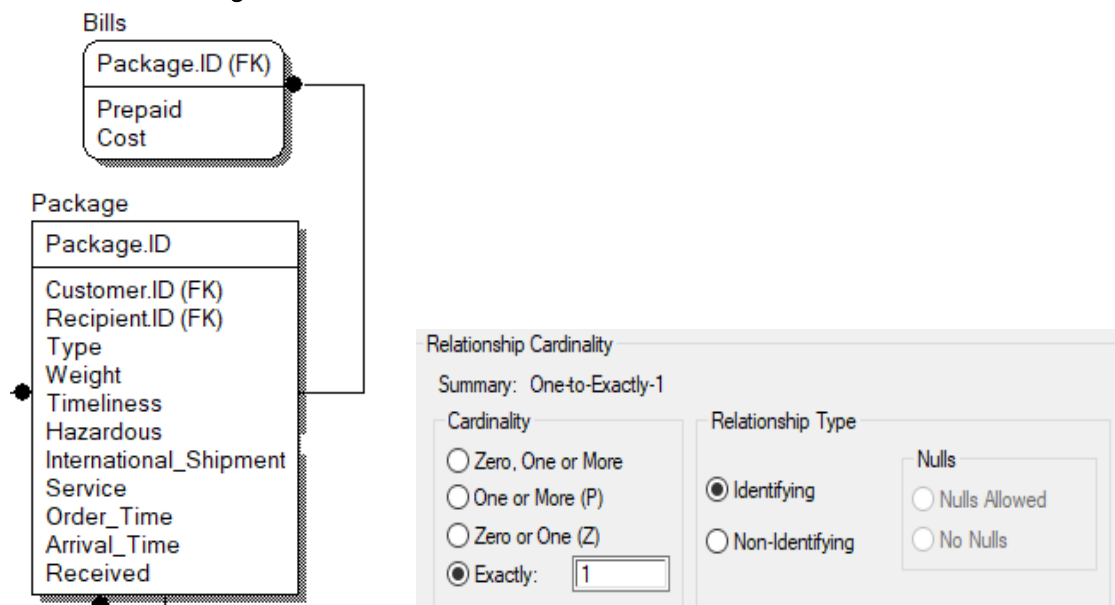 Bills
Package.ID (FK)
Prepaid
Cost
Package
Package.ID
Customer.ID (FK)
Recipient.ID (FK)
Type
Weight
Timeliness
Hazardous
International_Shipment
Service
Order_Time
Arrival_Time
Received
Relationship Cardinality
Summary: One-to-Exactly-1
Cardinality
Zero, One or More
One or More (P)
Zero or One (Z)
Exactly: 1
Relationship Type
Identifying
Non-Identifying
Nulls
Nulls Allowed
No Nulls